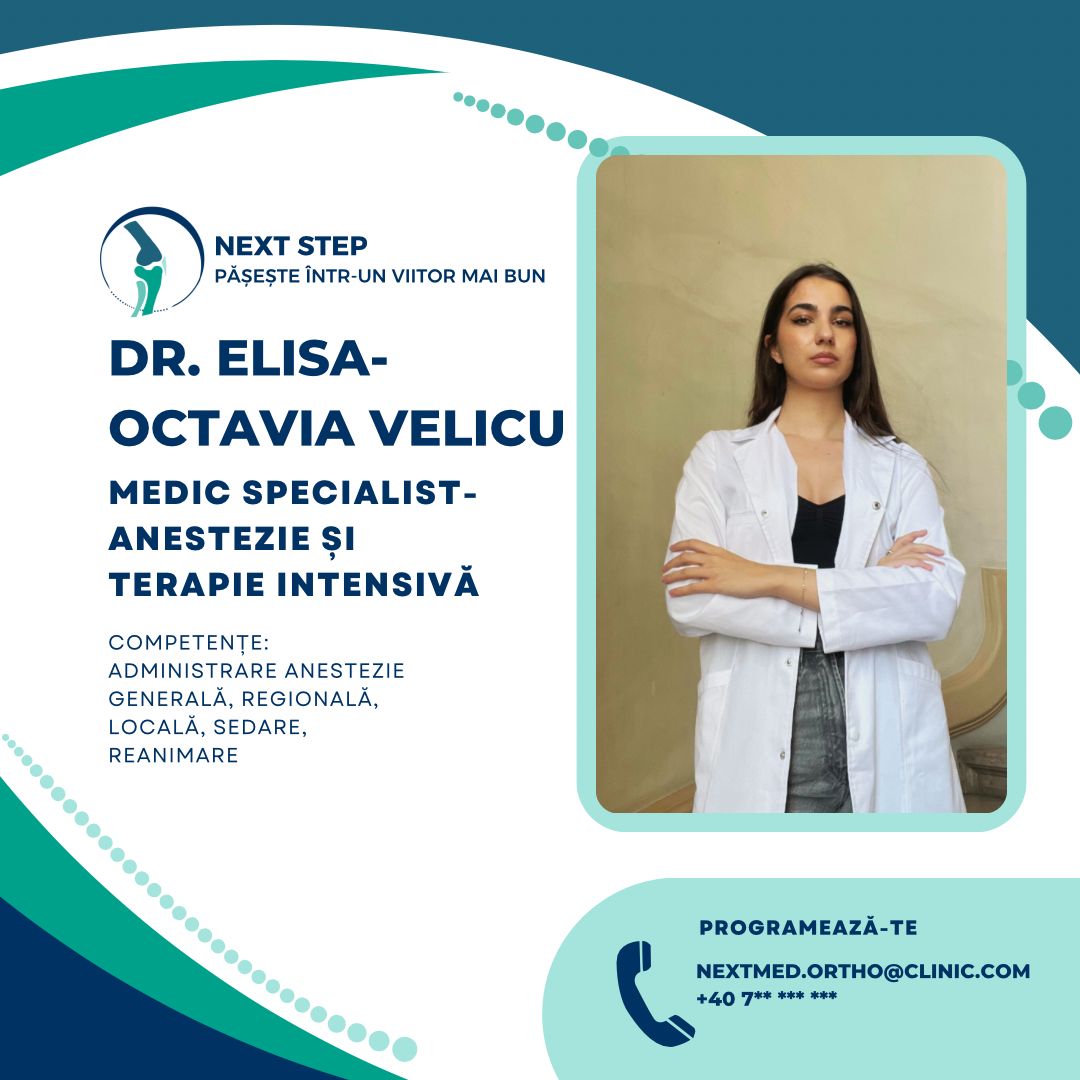 NEXT STEP
PĂȘEȘTE ÎNTR-UN VIITOR MAI BUN
DR. ELISA-
OCTAVIA VELICU
MEDIC SPECIALIST-
ANESTEZIE ȘI
TERAPIE INTENSIVĂ
COMPETENȚE:
ADMINISTRARE ANESTEZIE
GENERALĂ, REGIONALĂ,
LOCALĂ, SEDARE,
REANIMARE
PROGRAMEAZĂ-TE
NEXTMED.ORTHO@CLINIC.COM
+40 7** *** ***